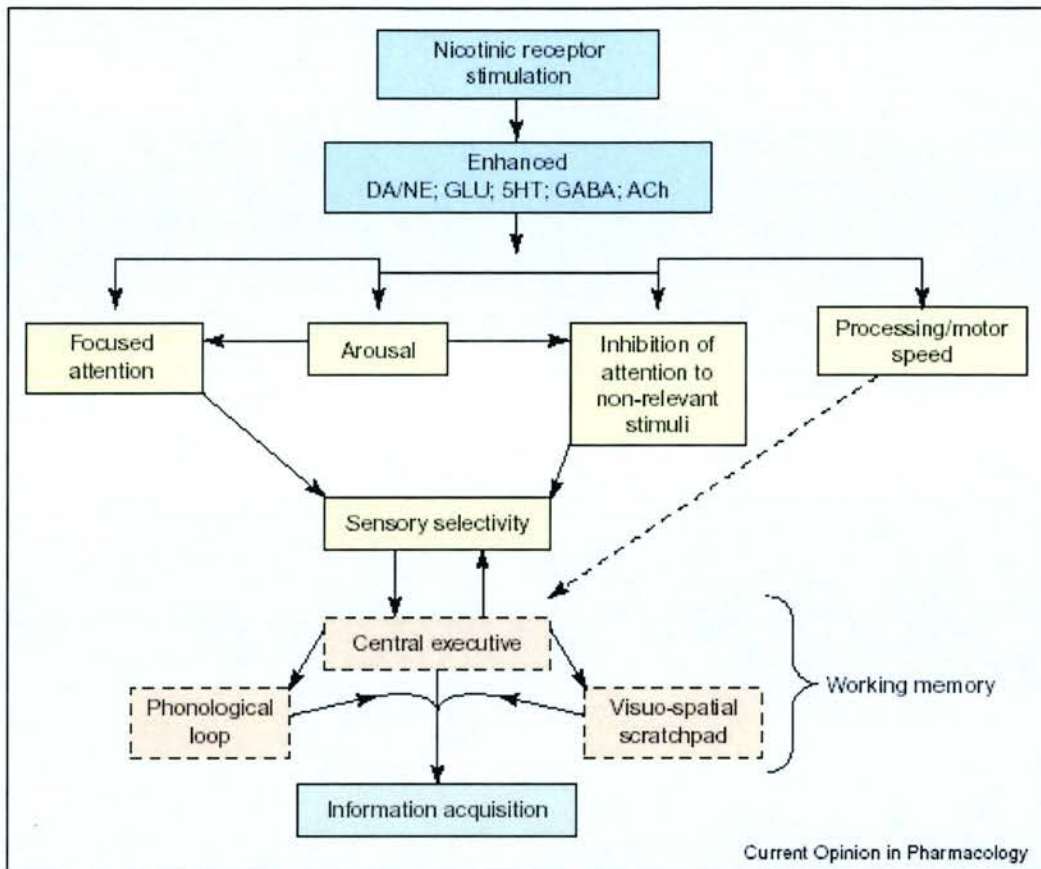 Nicotinic receptor
stimulation
Enhanced
DA/NE; GLU; 5HT; GABA; ACh
Focused
attention
Arousal
Inhibition of
attention to
non-relevant
stimuli
Processing/motor
speed
Sensory selectivity
Central executive
Phonological
loop
Visuo-spatial
scratchpad
Working memory
Information acquisition
Current Opinion in Pharmacology